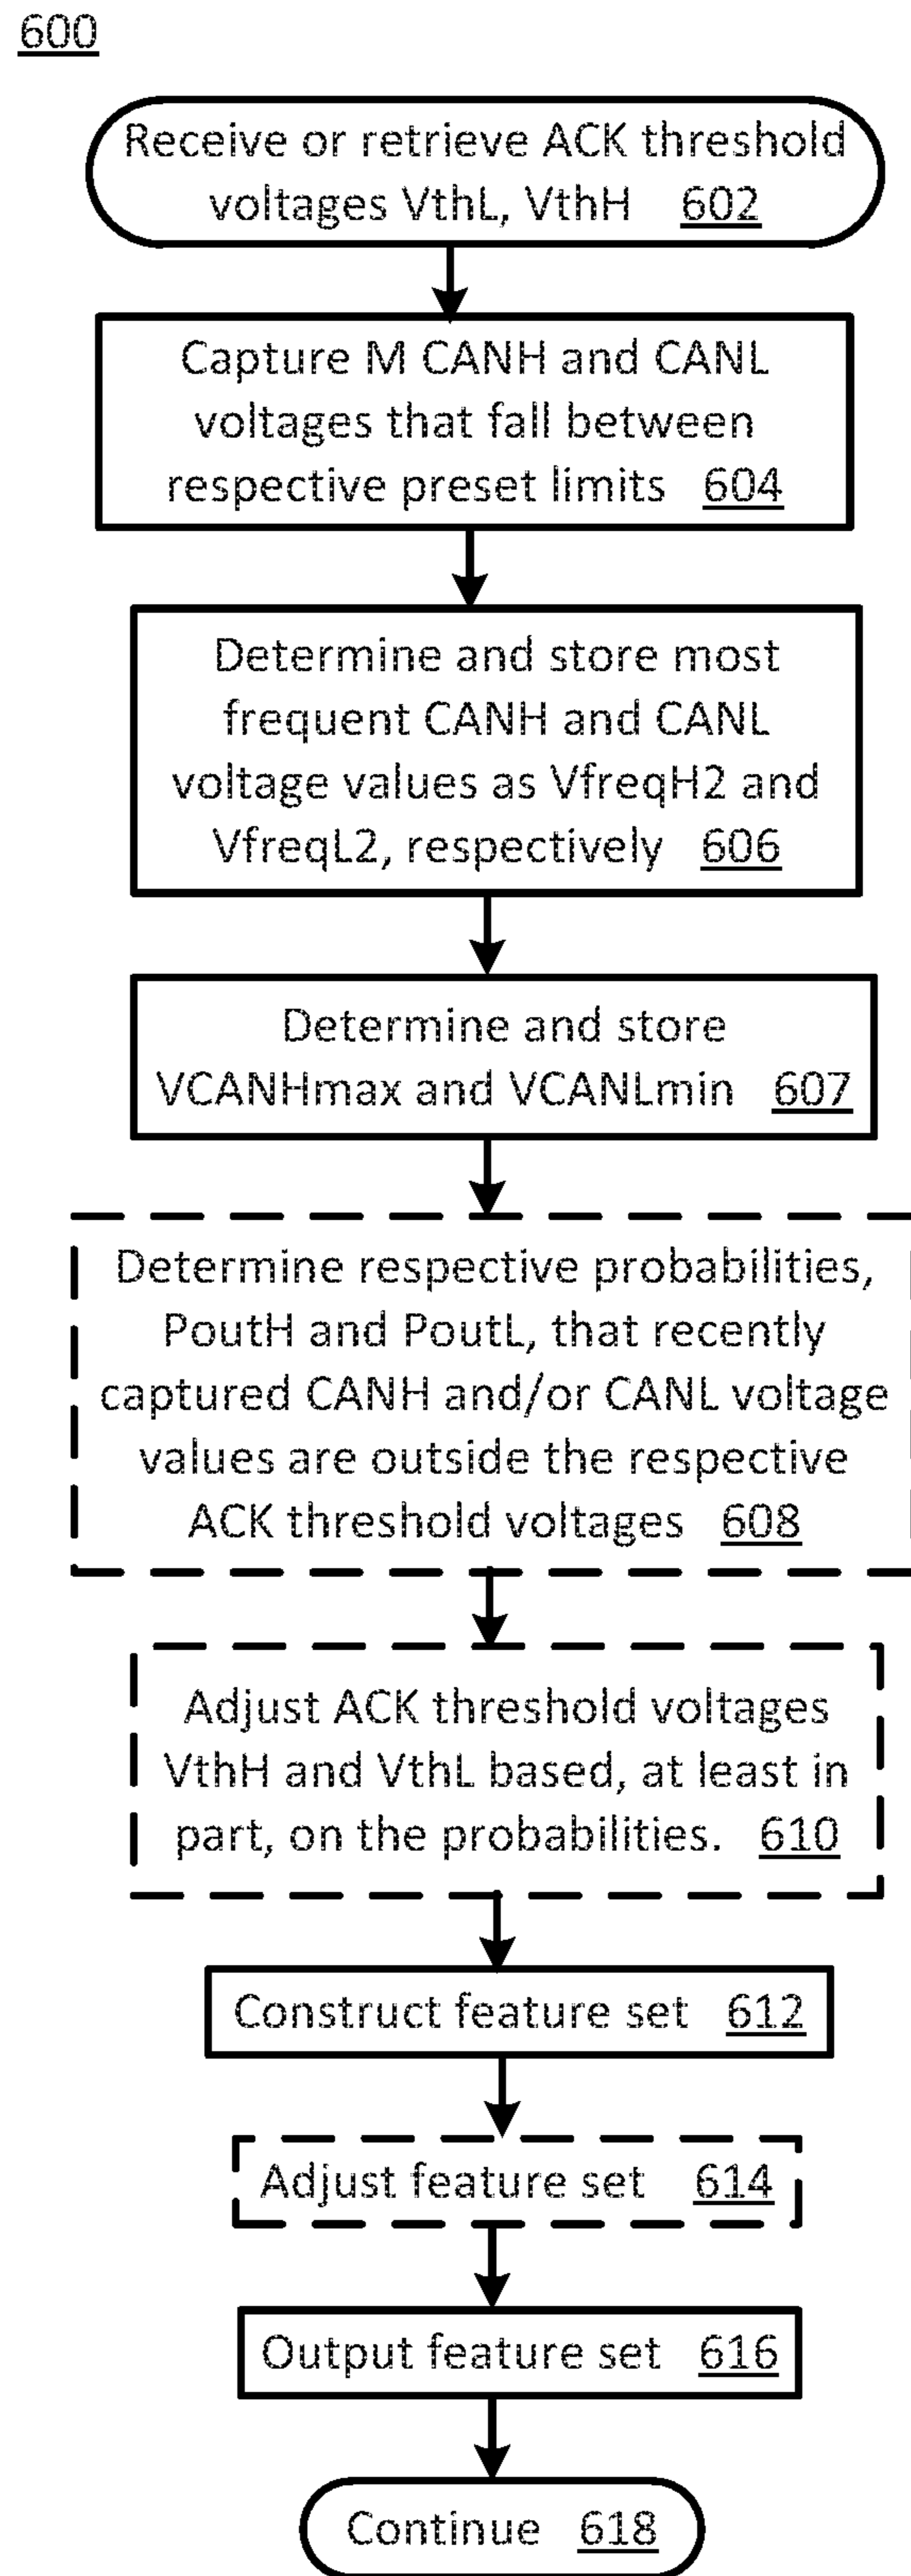 600
Receive or retrieve ACK threshold
voltages VthL, VthH 602
Capture M CANH and CANL
voltages that fall between
respective preset limits 604
Determine and store most
frequent CANH and CANL
voltage values as VfreqH2 and
VfreqL2, respectively 606
Determine and store
VCANHmax and VCANLmin 607
Determine respective probabilities,
PoutH and PoutL, that recently
captured CANH and/or CANL voltage
values are outside the respective
ACK threshold voltages 608
Adjust ACK threshold voltages
VthH and VthL based, at least in
part, on the probabilities. 610
Construct feature set 612
Adjust feature set 614
Output feature set 616
Continue 618